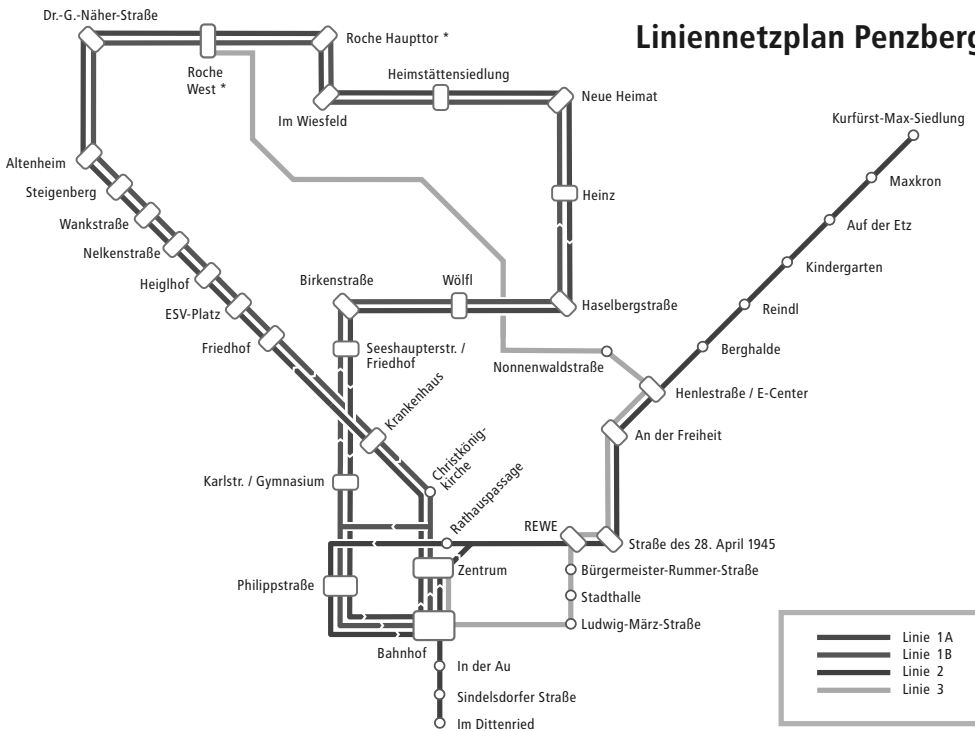 Dr.-G.-Näher-Straße
Liniennetzplan Penzberg
Roche Haupttor *
Roche
West *
Heimstättensiedlung
Neue Heimat
Im Wiesfeld
Kurfürst-Max-Siedlung
Altenheim
Maxkron
Steigenberg
Heinz
Wankstraße
Auf der Etz
Nelkenstraße
Kindergarten
Heiglhof
Birkenstraße
Wölfl
Haselbergstraße
Reindl
ESV-Platz
Friedhof
Seeshaupterstr. /
Friedhof
Berghalde
Nonnenwaldstraße
Henlestraße / E-Center
Krankenhaus
An der Freiheit
Christkönig-
kirche
Karlstr. / Gymnasium
Rathauspassage
REWE
Straße des 28. April 1945
Zentrum
Bürgermeister-Rummer-Straße
Philippstraße
Stadthalle
Ludwig-März-Straße
Bahnhof
In der Au
Sindelsdorfer Straße
Im Dittenried
Linie 1A
Linie 1B
Linie 2
Linie 3